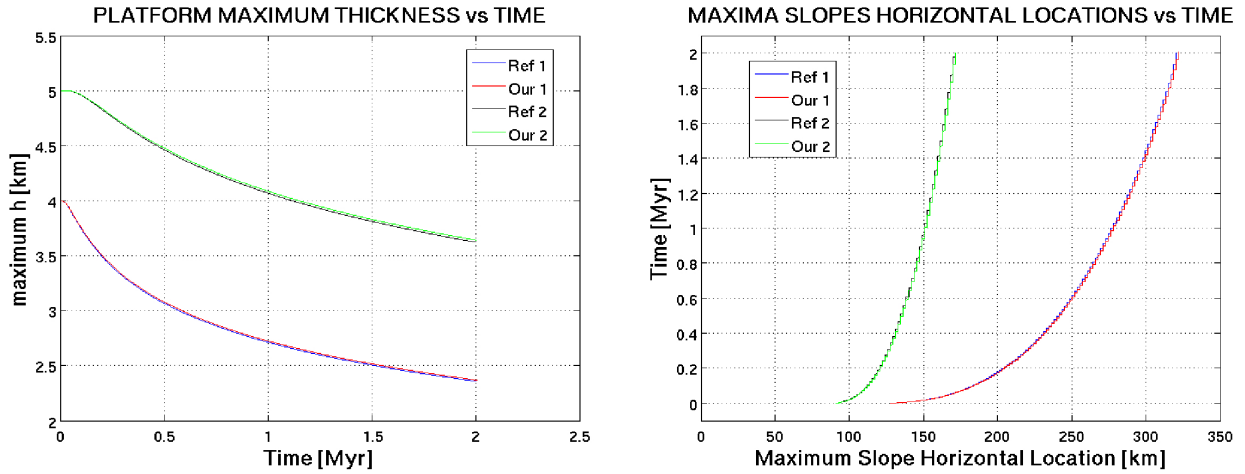 PLATFORM MAXIMUM THICKNESS vs TIME
5.5
5
4.5
4
3.5
3
2.5
2
maximum h [km]
0
0.5
1
1.5
2
2.5
Time [Myr]
Ref 1
Our 1
Ref 2
Our 2
MAXIMA SLOPES HORIZONTAL LOCATIONS vs TIME
2
1.8
1.6
1.4
1.2
1
0.8
0.6
0.4
0.2
0
Time [Myr]
0
50
100
150
200
250
300
350
Maximum Slope Horizontal Location [km]
Ref 1
Our 1
Ref 2
Our 2